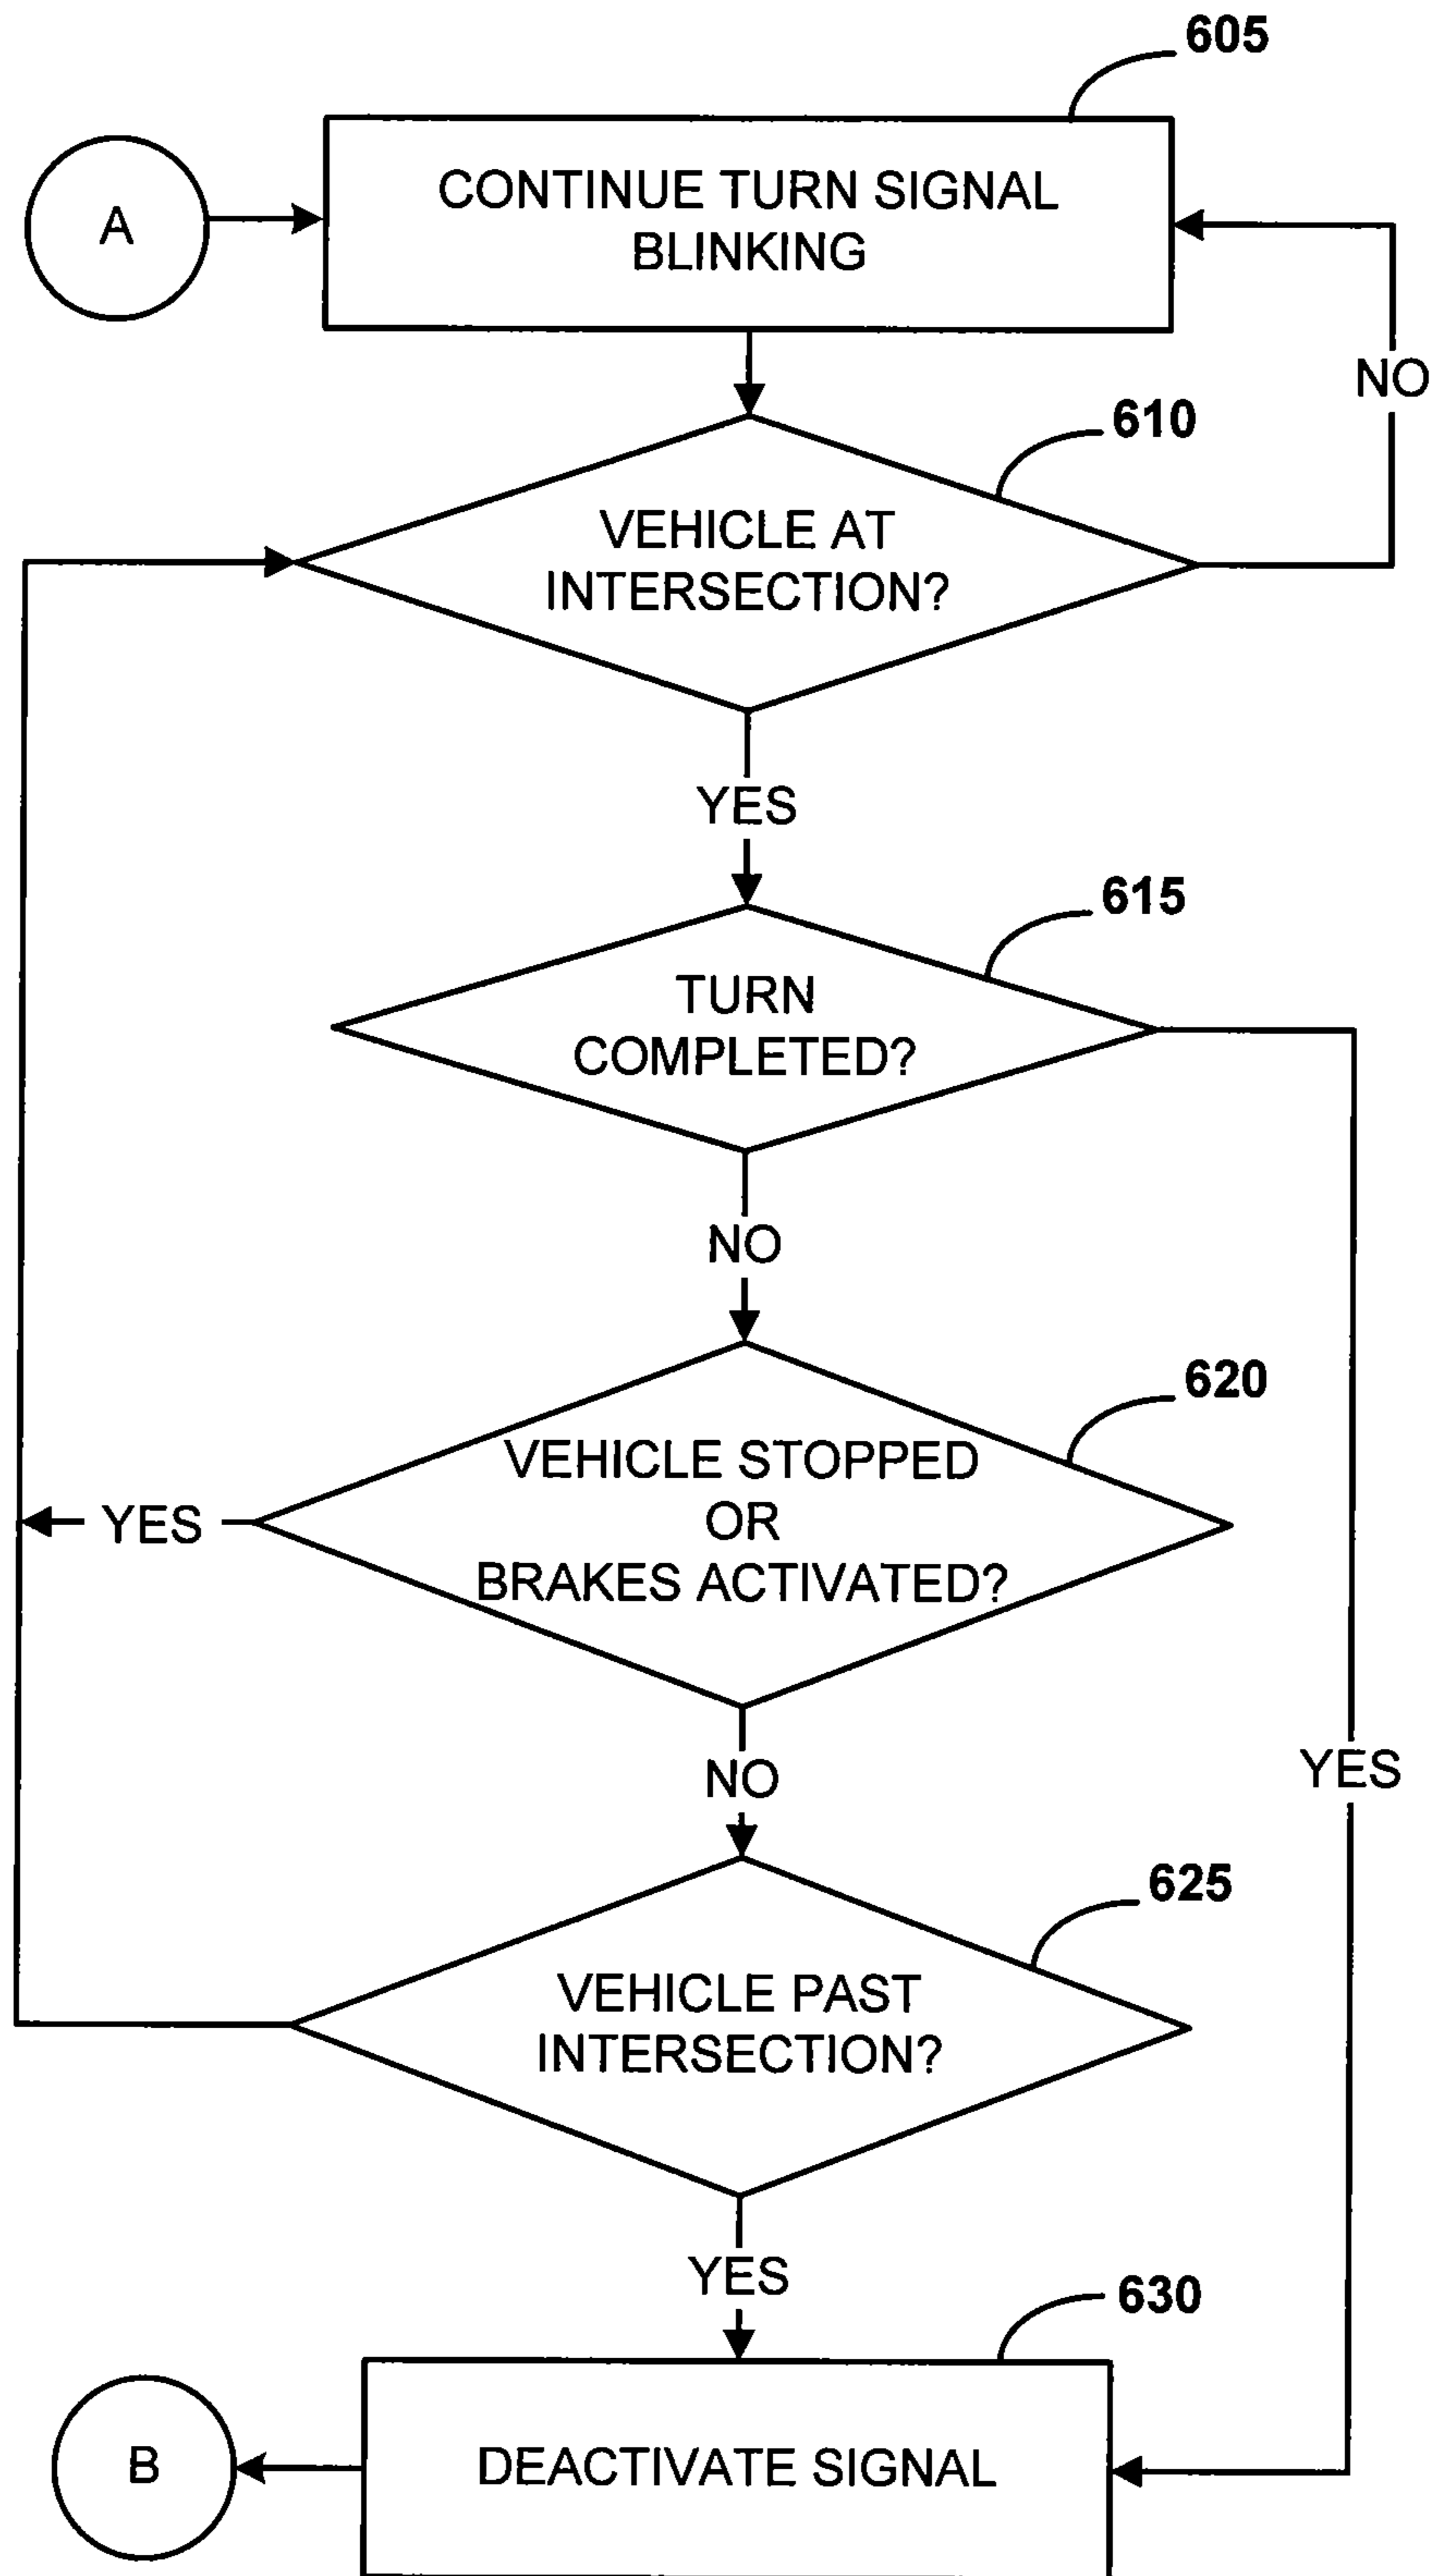 605
A
CONTINUE TURN SIGNAL
BLINKING
NO
610
VEHICLE AT
INTERSECTION?
YES
615
TURN
COMPLETED?
NO
620
VEHICLE STOPPED
OR
BRAKES ACTIVATED?
YES
NO
YES
625
VEHICLE PAST
INTERSECTION?
YES
630
B
DEACTIVATE SIGNAL